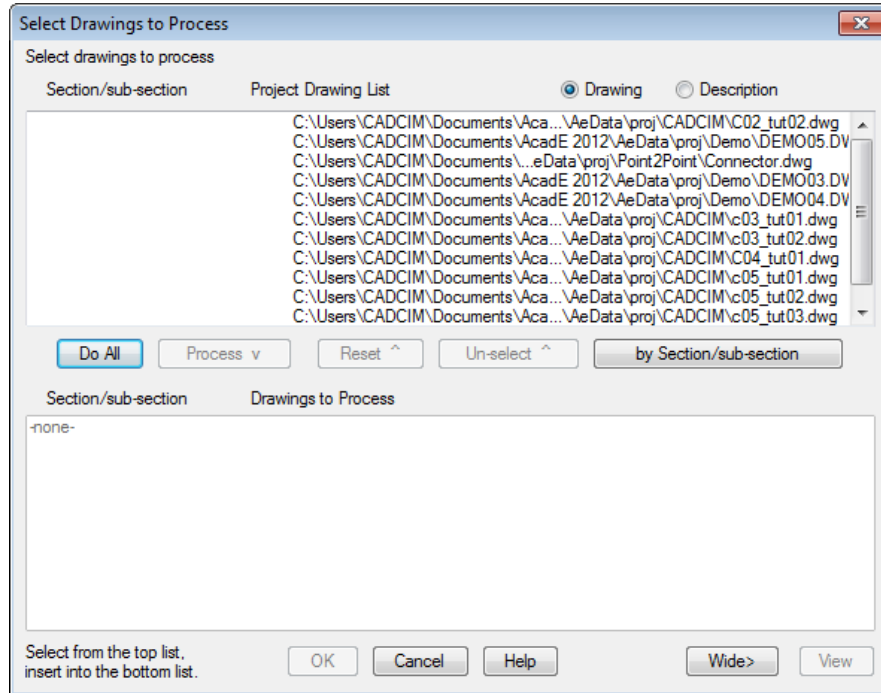 Select Drawings to Process
Select drawings to process
Section/sub-section Project Drawing List Drawing Description
C:\Users\CADCIM\Documents\Aca...\AeData\proj\CADCIM\C02_tut02.dwg
C:\Users\CADCIM\Documents\AcadE 2012\AeData\proj\Demo\DEMO05.DW
C:\Users\CADCIM\Documents\...eData\proj\Point2Point\Connector.dwg
C:\Users\CADCIM\Documents\AcadE 2012\AeData\proj\Demo\DEMO03.DW
C:\Users\CADCIM\Documents\AcadE 2012\AeData\proj\Demo\DEMO04.DW
C:\Users\CADCIM\Documents\Aca...\AeData\proj\CADCIM\c03_tut01.dwg
C:\Users\CADCIM\Documents\Aca...\AeData\proj\CADCIM\c03_tut02.dwg
C:\Users\CADCIM\Documents\Aca...\AeData\proj\CADCIM\C04_tut01.dwg
C:\Users\CADCIM\Documents\Aca...\AeData\proj\CADCIM\c05_tut01.dwg
C:\Users\CADCIM\Documents\Aca...\AeData\proj\CADCIM\c05_tut02.dwg
C:\Users\CADCIM\Documents\Aca...\AeData\proj\CADCIM\c05_tut03.dwg
Do All Process v Reset ^ Un-select ^ by Section/sub-section
Section/sub-section Drawings to Process
-none-
Select from the top list,
insert into the bottom list.
OK Cancel Help Wide> View